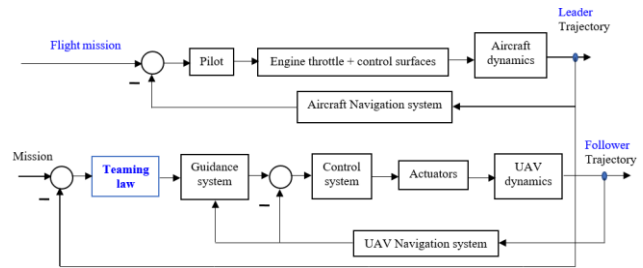 Leader
Trajectory
Flight mission
Pilot
Engine throttle + control surfaces
Aircraft
dynamics
Aircraft Navigation system
Mission
Teaming
law
Guidance
system
Control
system
Actuators
UAV
dynamics
Follower
Trajectory
UAV Navigation system